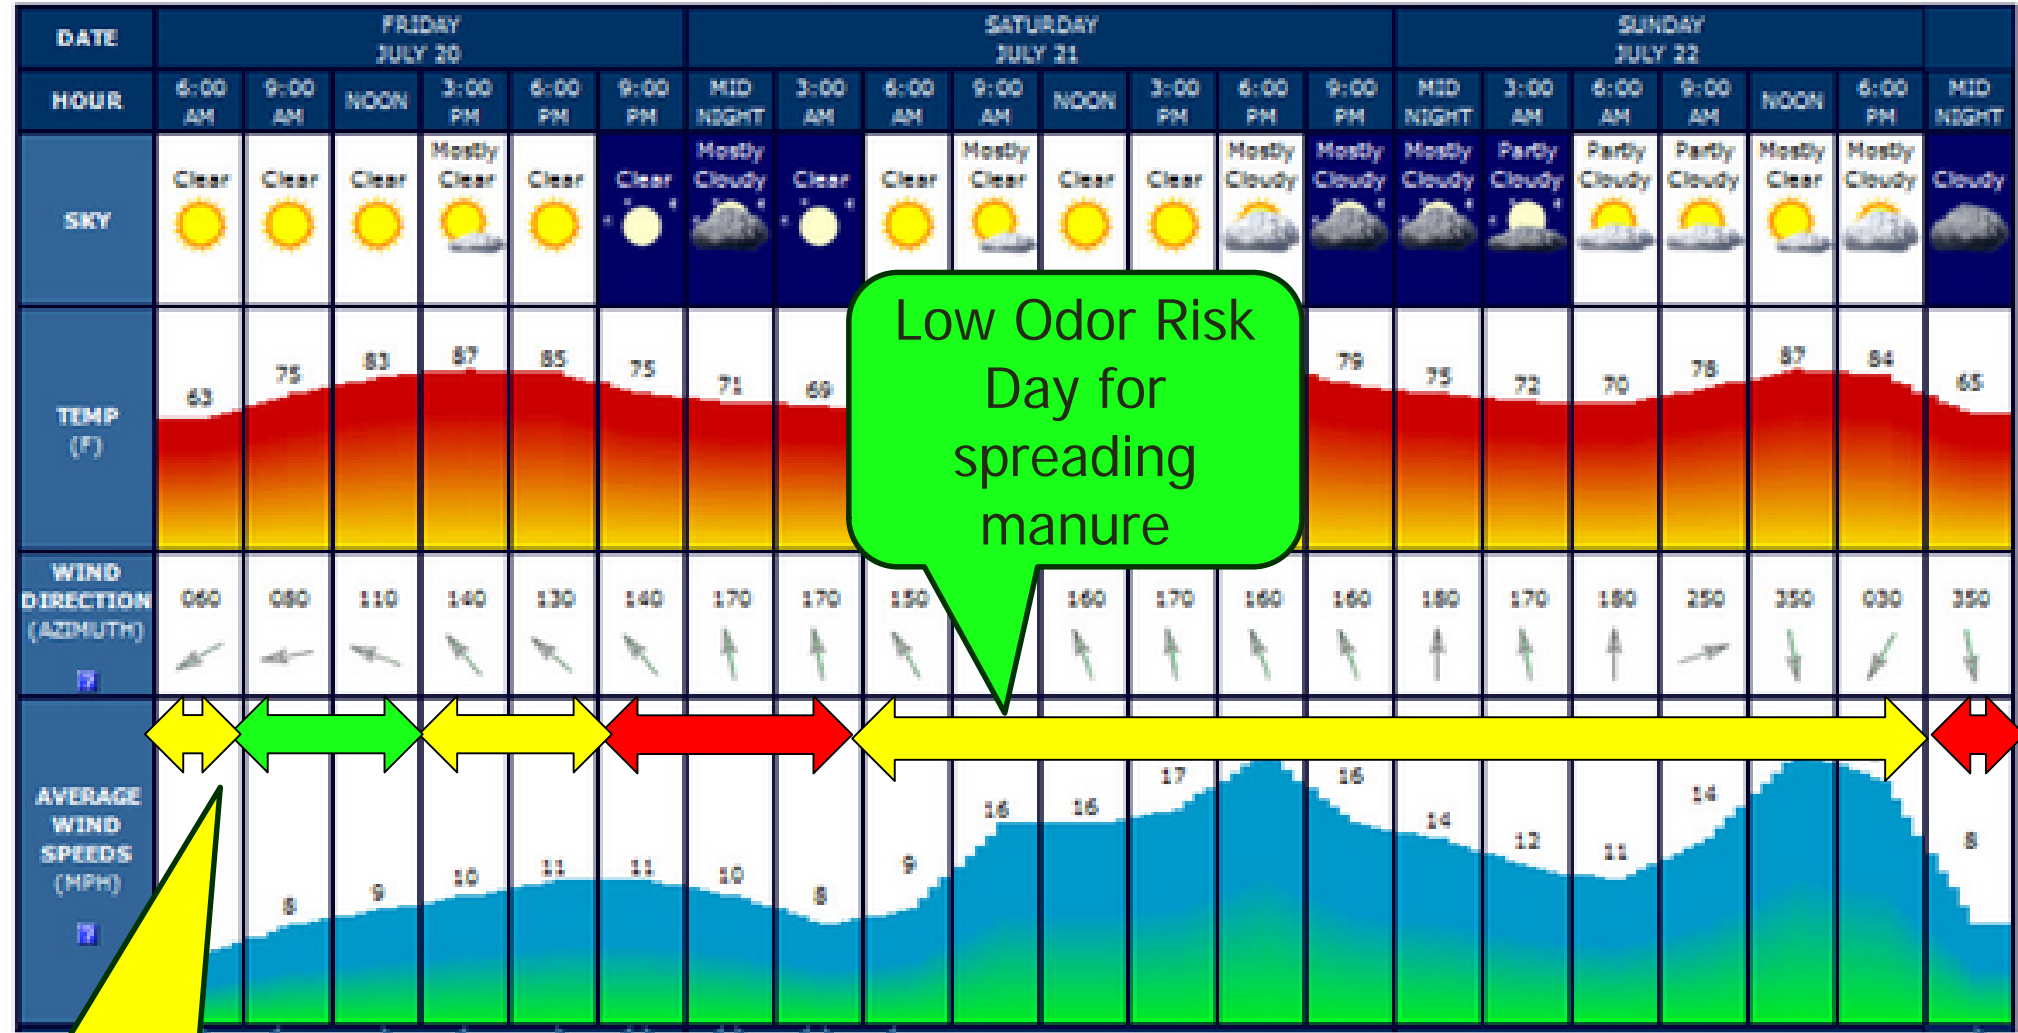 DATE
FRIDAY
JULY 20
SATURDAY
JULY 21
SUNDAY
JULY 22
HOUR
6:00 AM 9:00 AM NOON 3:00 PM 6:00 PM 9:00 PM MID NIGHT 3:00 AM 6:00 AM 9:00 AM NOON 3:00 PM 6:00 PM 9:00 PM MID NIGHT 3:00 AM 6:00 AM 9:00 AM NOON 6:00 PM MID NIGHT
SKY
Clear Clear Clear Mostly Clear Clear Clear Mostly Cloudy Clear Clear Mostly Clear Clear Clear Mostly Cloudy Mostly Cloudy Mostly Cloudy Partly Cloudy Partly Cloudy Partly Cloudy Mostly Clear Mostly Cloudy Cloudy
Low Odor Risk
Day for
spreading
manure
TEMP
(F)
63 75 83 87 85 75 71 69 79 75 72 70 78 87 84 65
WIND
DIRECTION
(AZIMUTH)
?
060 080 110 140 130 140 170 170 150 160 170 160 160 180 170 180 250 350 030 350
AVERAGE
WIND
SPEEDS
(MPH)
?
8 9 10 11 11 10 8 9 16 16 17 16 14 12 11 14 8